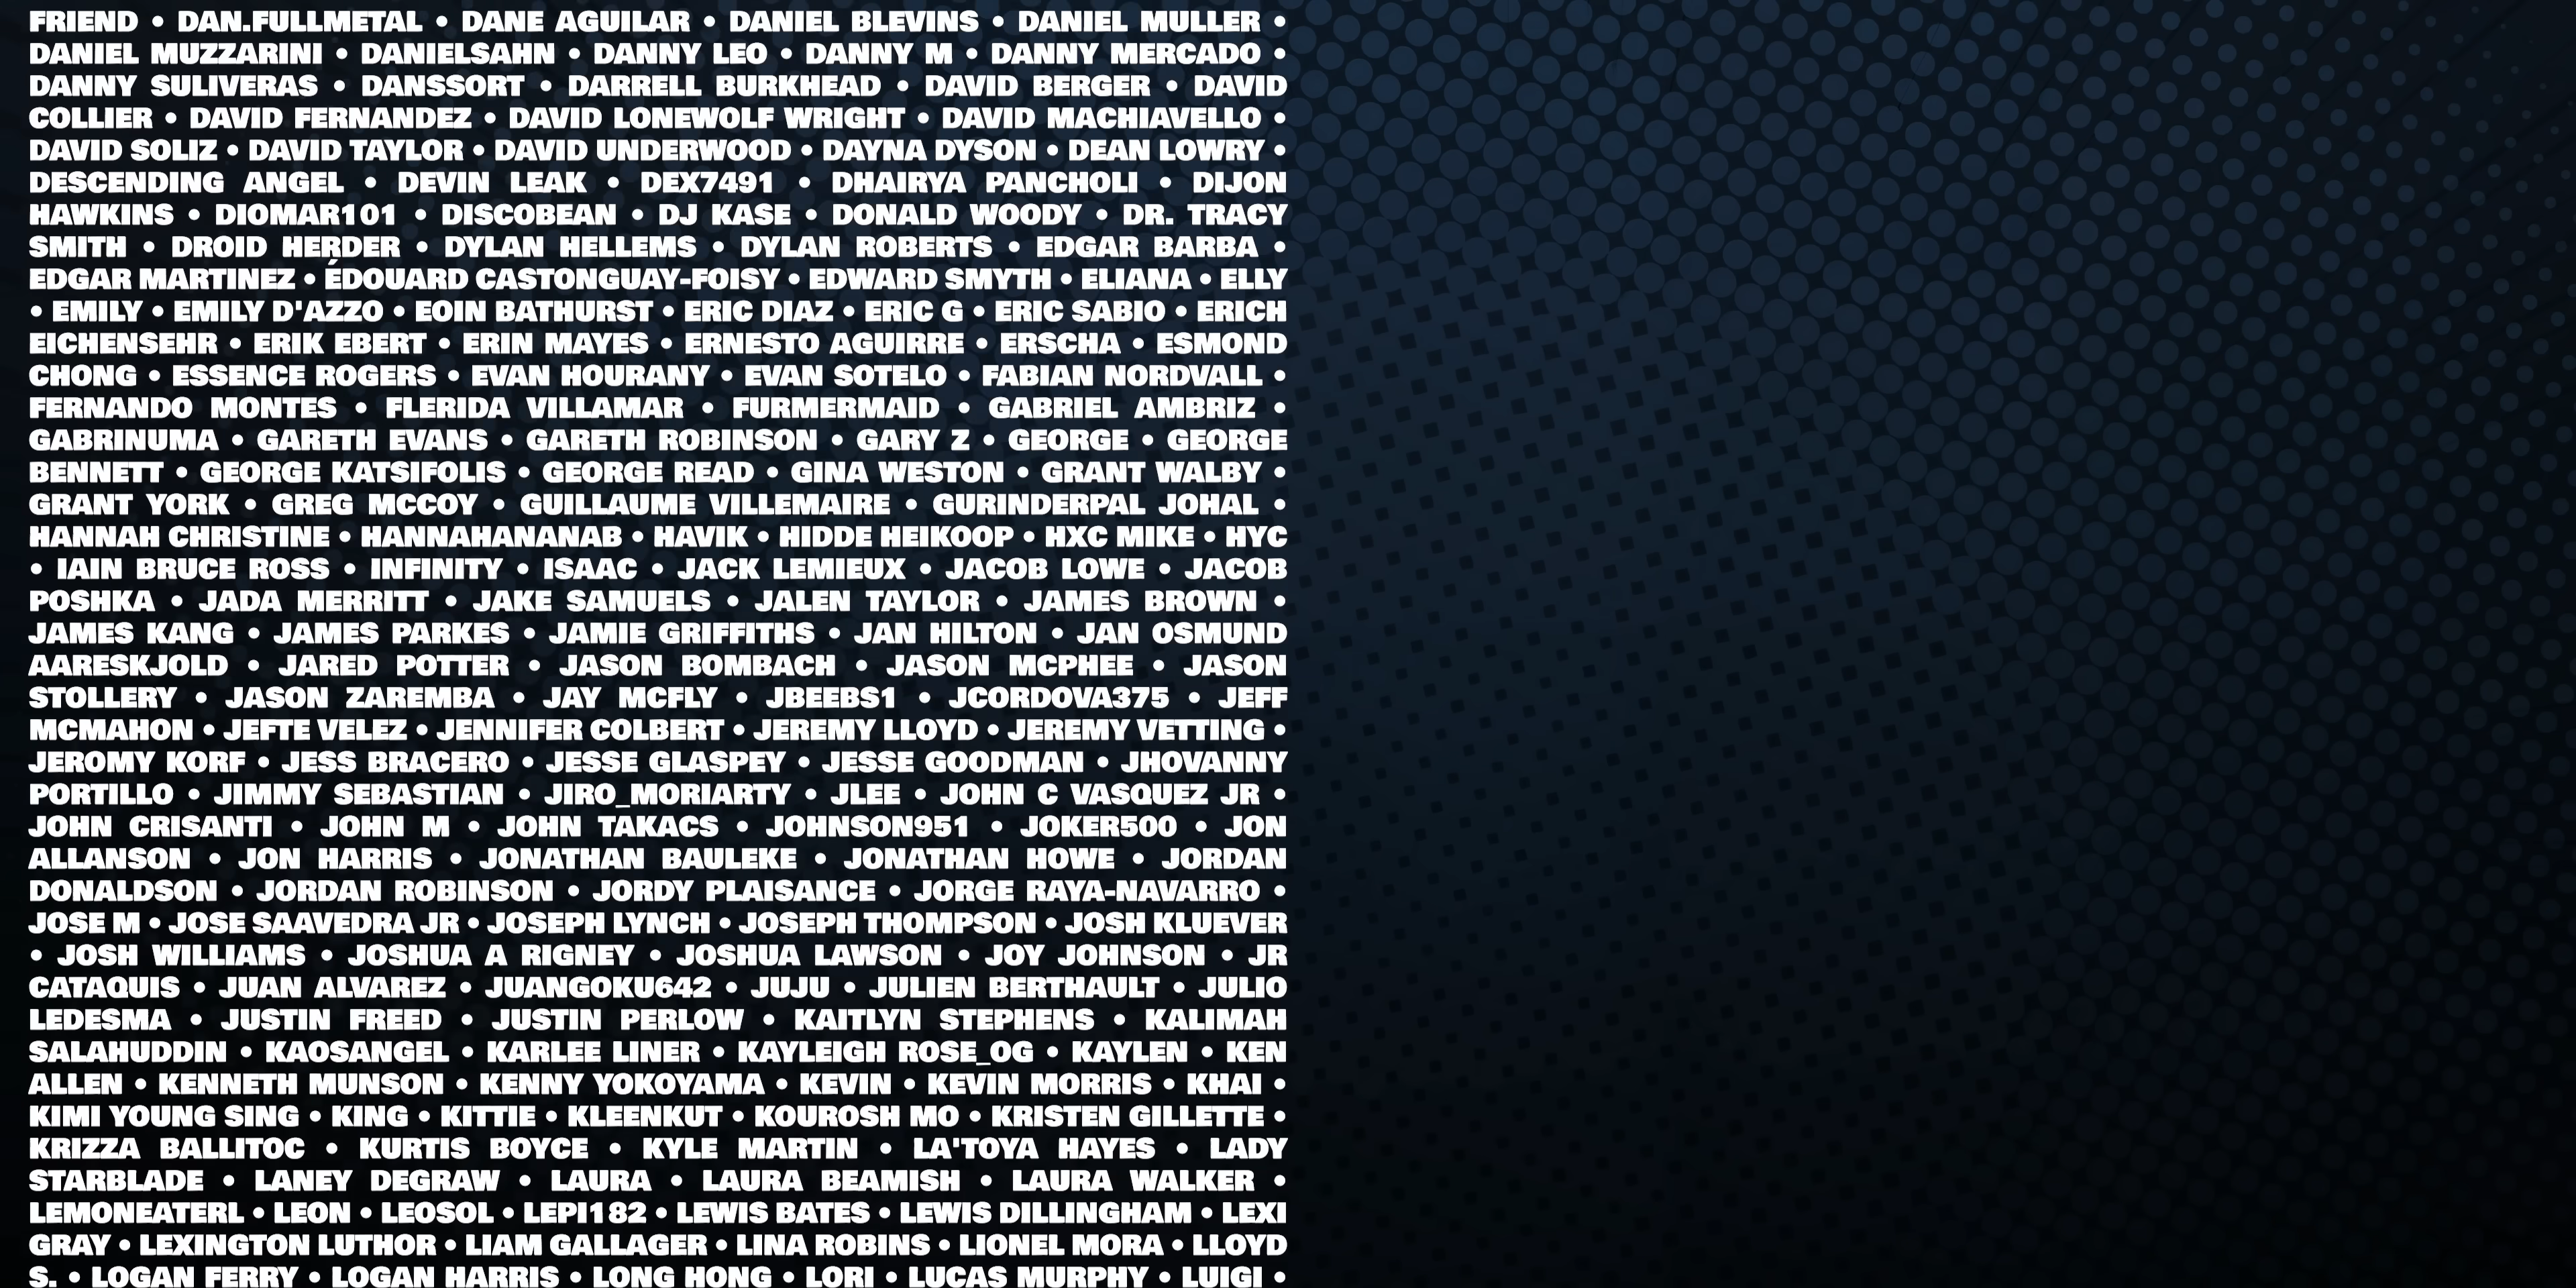 FRIEND • DAN.FULLMETAL • DANE AGUILAR • DANIEL BLEVINS • DANIEL MULLER •
DANIEL MUZZARINI • DANIELSAHN • DANNY LEO • DANNY M • DANNY MERCADO •
DANNY SULIVERAS • DANSSORT • DARRELL BURKHEAD • DAVID BERGER • DAVID
COLLIER • DAVID FERNANDEZ • DAVID LONEWOLF WRIGHT • DAVID MACHIAVELLO •
DAVID SOLIZ • DAVID TAYLOR • DAVID UNDERWOOD • DAYNA DYSON • DEAN LOWRY •
DESCENDING ANGEL • DEVIN LEAK • DEX7491 • DHAIRYA PANCHOLI • DIJON
HAWKINS • DIOMAR101 • DISCOBEAN • DJ KASE • DONALD WOODY • DR. TRACY
SMITH • DROID HERDER • DYLAN HELLEMS • DYLAN ROBERTS • EDGAR BARBA •
EDGAR MARTINEZ • ÉDOUARD CASTONGUAY-FOISY • EDWARD SMYTH • ELIANA • ELLY
• EMILY • EMILY D'AZZO • EOIN BATHURST • ERIC DIAZ • ERIC G • ERIC SABIO • ERICH
EICHENSEHR • ERIK EBERT • ERIN MAYES • ERNESTO AGUIRRE • ERSCHA • ESMOND
CHONG • ESSENCE ROGERS • EVAN HOURANY • EVAN SOTELO • FABIAN NORDVALL •
FERNANDO MONTES • FLERIDA VILLAMAR • FURMERMAID • GABRIEL AMBRIZ •
GABRINUMA • GARETH EVANS • GARETH ROBINSON • GARY Z • GEORGE • GEORGE
BENNETT • GEORGE KATSIFOLIS • GEORGE READ • GINA WESTON • GRANT WALBY •
GRANT YORK • GREG MCCOY • GUILLAUME VILLEMAIRE • GURINDERPAL JOHAL •
HANNAH CHRISTINE • HANNAHANANAB • HAVIK • HIDDE HEIKOOP • HXC MIKE • HYC
• IAIN BRUCE ROSS • INFINITY • ISAAC • JACK LEMIEUX • JACOB LOWE • JACOB
POSHKA • JADA MERRITT • JAKE SAMUELS • JALEN TAYLOR • JAMES BROWN •
JAMES KANG • JAMES PARKES • JAMIE GRIFFITHS • JAN HILTON • JAN OSMUND
AARESKJOLD • JARED POTTER • JASON BOMBACH • JASON MCPHEE • JASON
STOLLERY • JASON ZAREMBA • JAY MCFLY • JBEEBS1 • JCORDOVA375 • JEFF
MCMAHON • JEFTE VELEZ • JENNIFER COLBERT • JEREMY LLOYD • JEREMY VETTING •
JEROMY KORF • JESS BRACERO • JESSE GLASPEY • JESSE GOODMAN • JHOVANNY
PORTILLO • JIMMY SEBASTIAN • JIRO_MORIARTY • JLEE • JOHN C VASQUEZ JR •
JOHN CRISANTI • JOHN M • JOHN TAKACS • JOHNSON951 • JOKER500 • JON
ALLANSON • JON HARRIS • JONATHAN BAULEKE • JONATHAN HOWE • JORDAN
DONALDSON • JORDAN ROBINSON • JORDY PLAISANCE • JORGE RAYA-NAVARRO •
JOSE M • JOSE SAAVEDRA JR • JOSEPH LYNCH • JOSEPH THOMPSON • JOSH KLUEVER
• JOSH WILLIAMS • JOSHUA A RIGNEY • JOSHUA LAWSON • JOY JOHNSON • JR
CATAQUIS • JUAN ALVAREZ • JUANGOKU642 • JUJU • JULIEN BERTHAULT • JULIO
LEDESMA • JUSTIN FREED • JUSTIN PERLOW • KAITLYN STEPHENS • KALIMAH
SALAHUDDIN • KAOSANGEL • KARLEE LINER • KAYLEIGH ROSE_OG • KAYLEN • KEN
ALLEN • KENNETH MUNSON • KENNY YOKOYAMA • KEVIN • KEVIN MORRIS • KHAI •
KIMI YOUNG SING • KING • KITTIE • KLEENKUT • KOUROSH MO • KRISTEN GILLETTE •
KRIZZA BALLITOC • KURTIS BOYCE • KYLE MARTIN • LA'TOYA HAYES • LADY
STARBLADE • LANEY DEGRAW • LAURA • LAURA BEAMISH • LAURA WALKER •
LEMONEATERL • LEON • LEOSOL • LEPI182 • LEWIS BATES • LEWIS DILLINGHAM • LEXI
GRAY • LEXINGTON LUTHOR • LIAM GALLAGER • LINA ROBINS • LIONEL MORA • LLOYD
S. • LOGAN FERRY • LOGAN HARRIS • LONG HONG • LORI • LUCAS MURPHY • LUIGI •